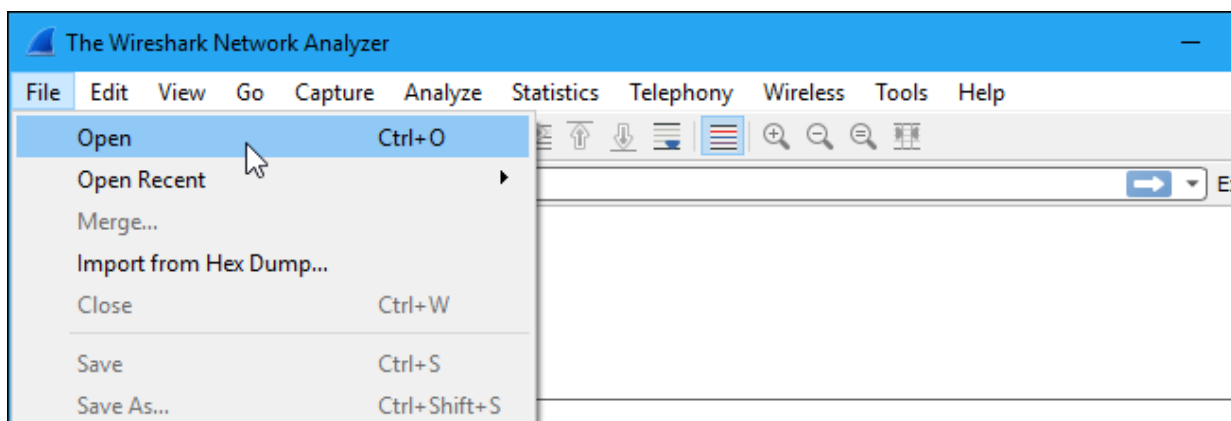 The Wireshark Network Analyzer
File Edit View Go Capture Analyze Statistics Telephony Wireless Tools Help
Open Ctrl+O
Open Recent
Merge...
Import from Hex Dump...
Close Ctrl+W
Save Ctrl+S
Save As... Ctrl+Shift+S